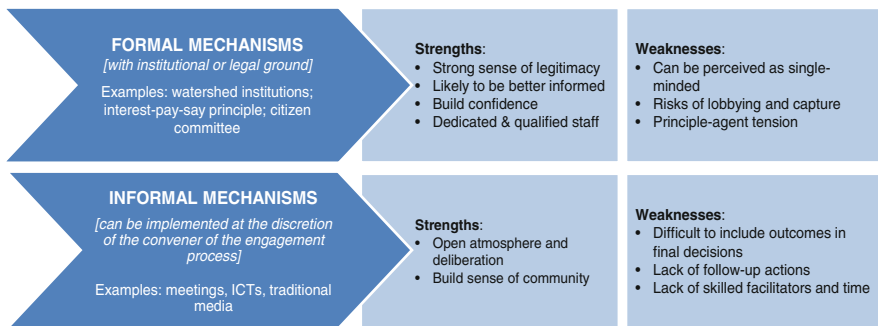 FORMAL MECHANISMS
[with institutional or legal ground]
Examples: watershed institutions;
interest-pay-say principle; citizen
committee
Strengths:
• Strong sense of legitimacy
• Likely to be better informed
• Build confidence
• Dedicated & qualified staff
Weaknesses:
• Can be perceived as single-
minded
• Risks of lobbying and capture
• Principle-agent tension
INFORMAL MECHANISMS
[can be implemented at the discretion
of the convener of the engagement
process]
Examples: meetings, ICTs, traditional
media
Strengths:
• Open atmosphere and
deliberation
• Build sense of community
Weaknesses:
• Difficult to include outcomes in
final decisions
• Lack of follow-up actions
• Lack of skilled facilitators and time